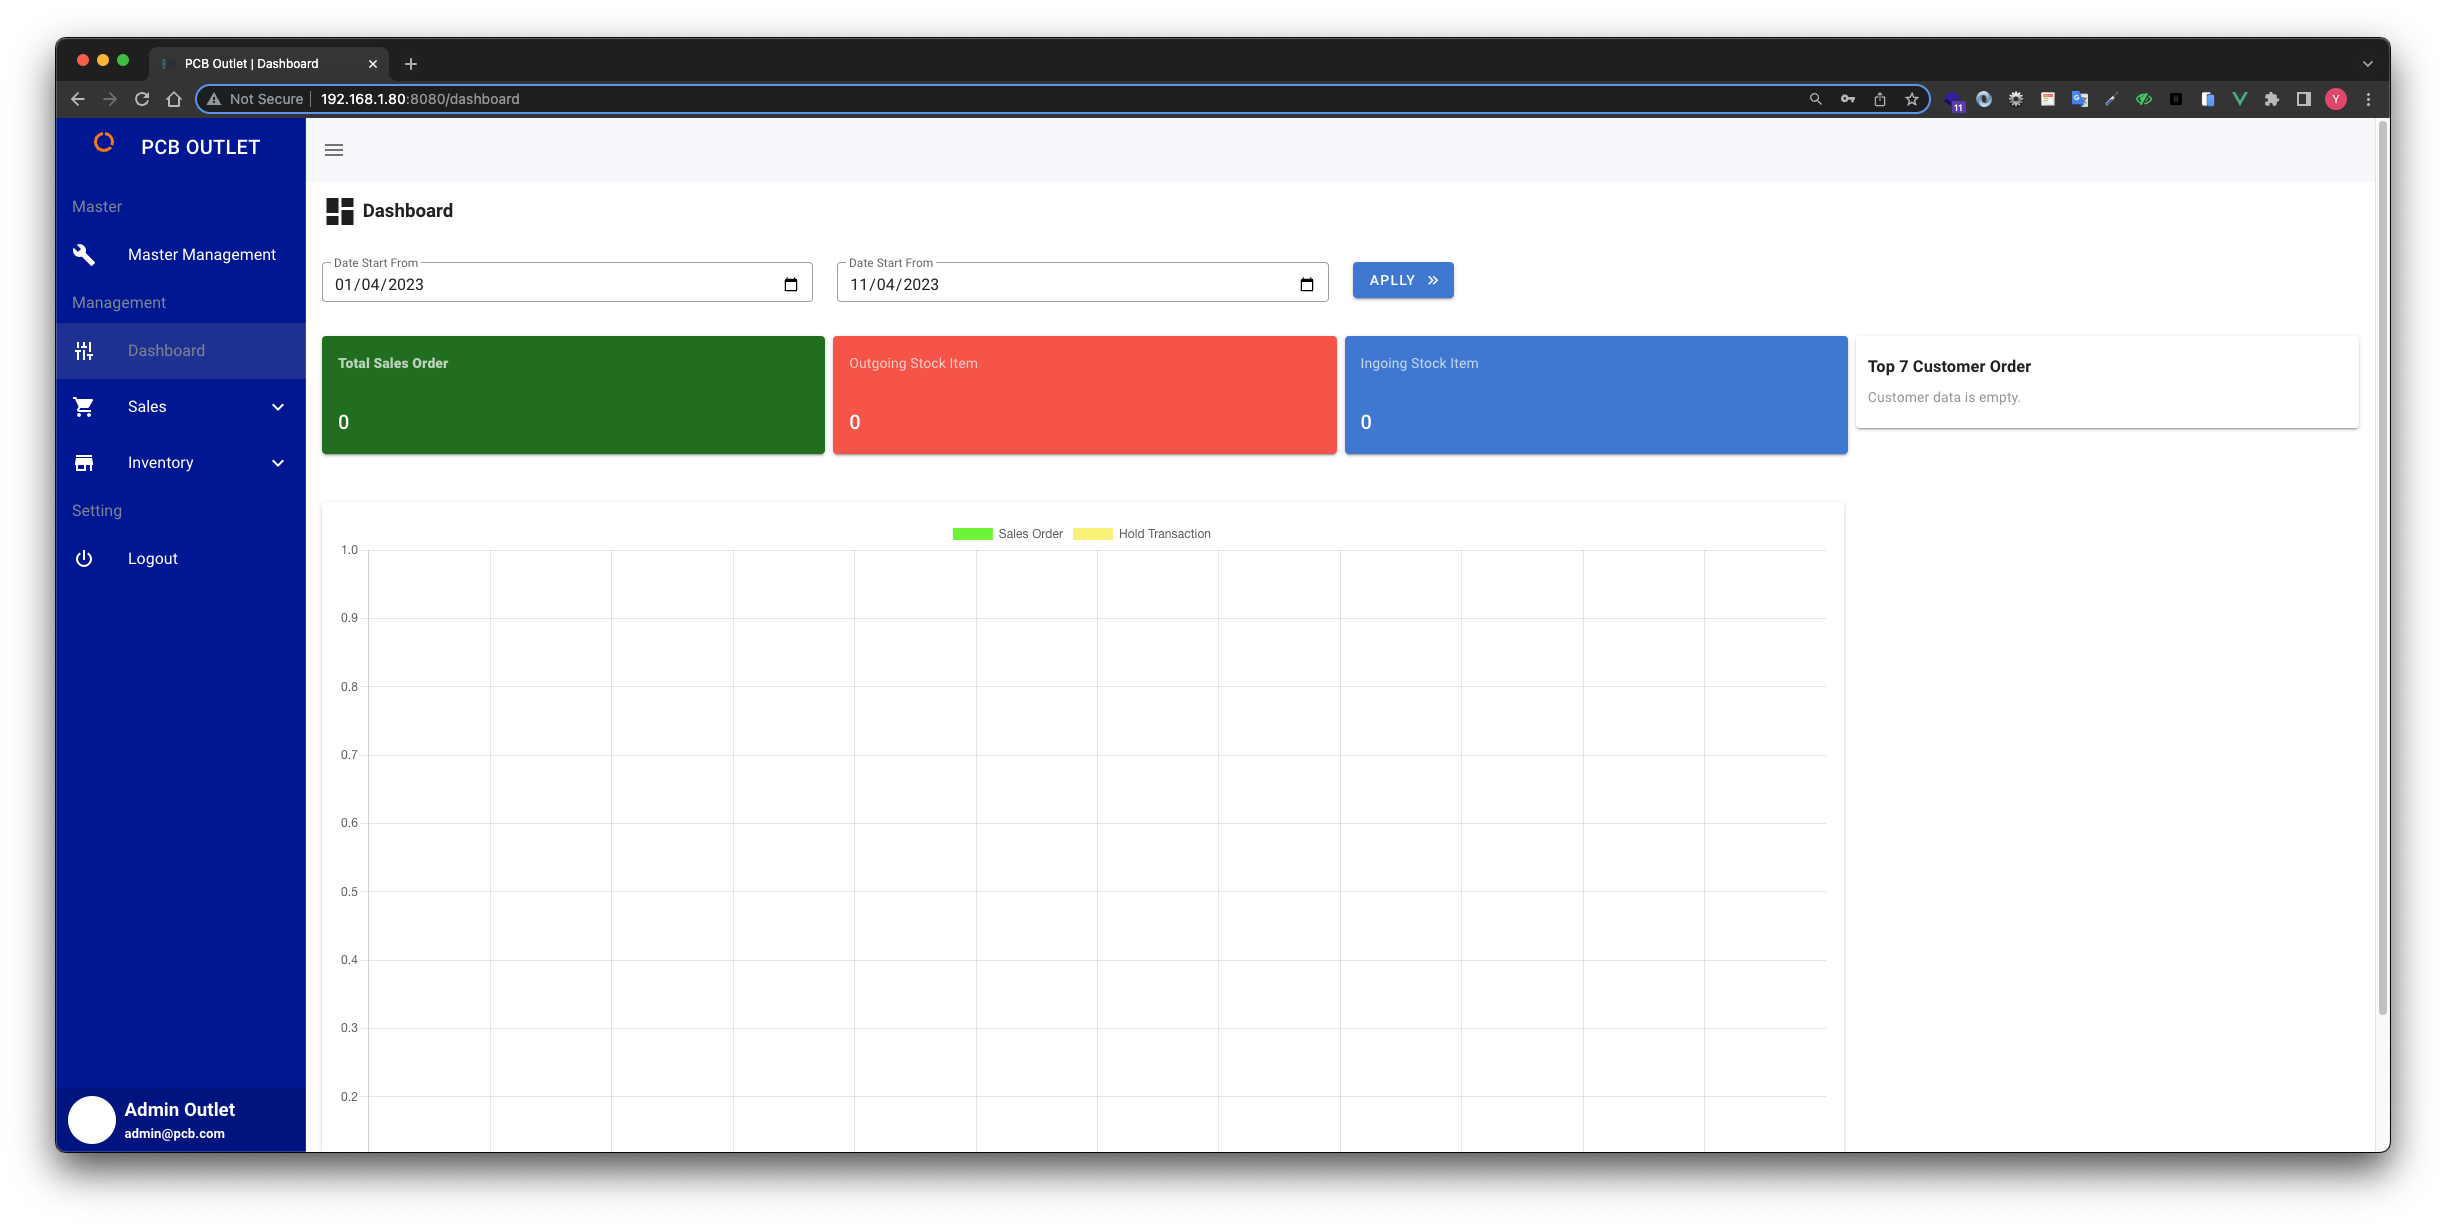 PCB Outlet | Dashboard
Not Secure
192.168.1.80:8080/dashboard
11
Y
PCB OUTLET
Master
Master Management
Management
Dashboard
Sales
Inventory
Setting
Logout
Admin Outlet
admin@pcb.com
Dashboard
Date Start From
01/04/2023
Date Start From
11/04/2023
APLLY
Total Sales Order
0
Outgoing Stock Item
0
Ingoing Stock Item
0
Top 7 Customer Order
Customer data is empty.
Sales Order
Hold Transaction
1.0
0.9
0.8
0.7
0.6
0.5
0.4
0.3
0.2